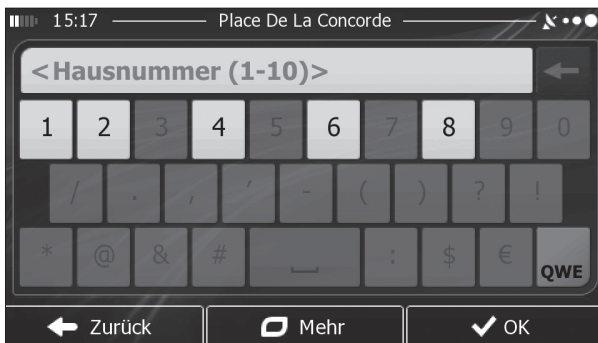 15:17 Place De La Concorde
<Hausnummer (1-10)>
1 2 3 4 5 6 7 8 9 0
/ . , ' - ( ) ? !
* @ & # : $ € QWE
Zurück Mehr OK